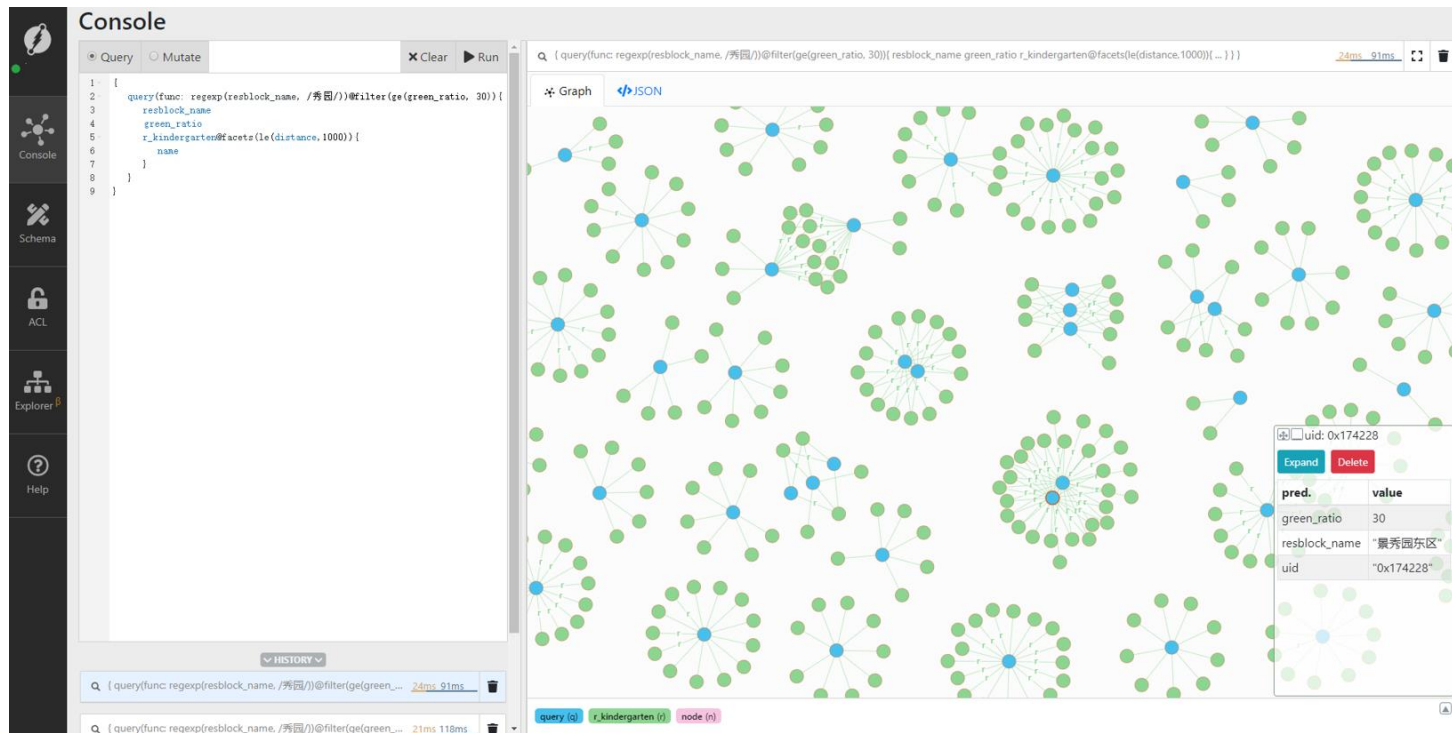 Console
Query
Mutate
Clear
Run
1
{
2
query(func: regexp(resblock_name, /秀园/))@filter(ge(green_ratio, 30)){
3
resblock_name
4
green_ratio
5
r_kindergarten@facets(le(distance,1000)){
6
name
7
}
8
}
9
}
HISTORY
{ query(func: regexp(resblock_name, /秀园/))@filter(ge(green_... 24ms 91ms
{ query(func: regexp(resblock_name, /秀园/))@filter(ge(green_... 21ms 118ms
Console
Schema
ACL
Explorer β
Help
{ query(func: regexp(resblock_name, /秀园/))@filter(ge(green_ratio, 30)){ resblock_name green_ratio r_kindergarten@facets(le(distance,1000)){ ... } } }
24ms 91ms
Graph
JSON
uid: 0x174228
Expand
Delete
pred. value
green_ratio 30
resblock_name "景秀园东区"
uid "0x174228"
query (q)
r_kindergarten (r)
node (n)